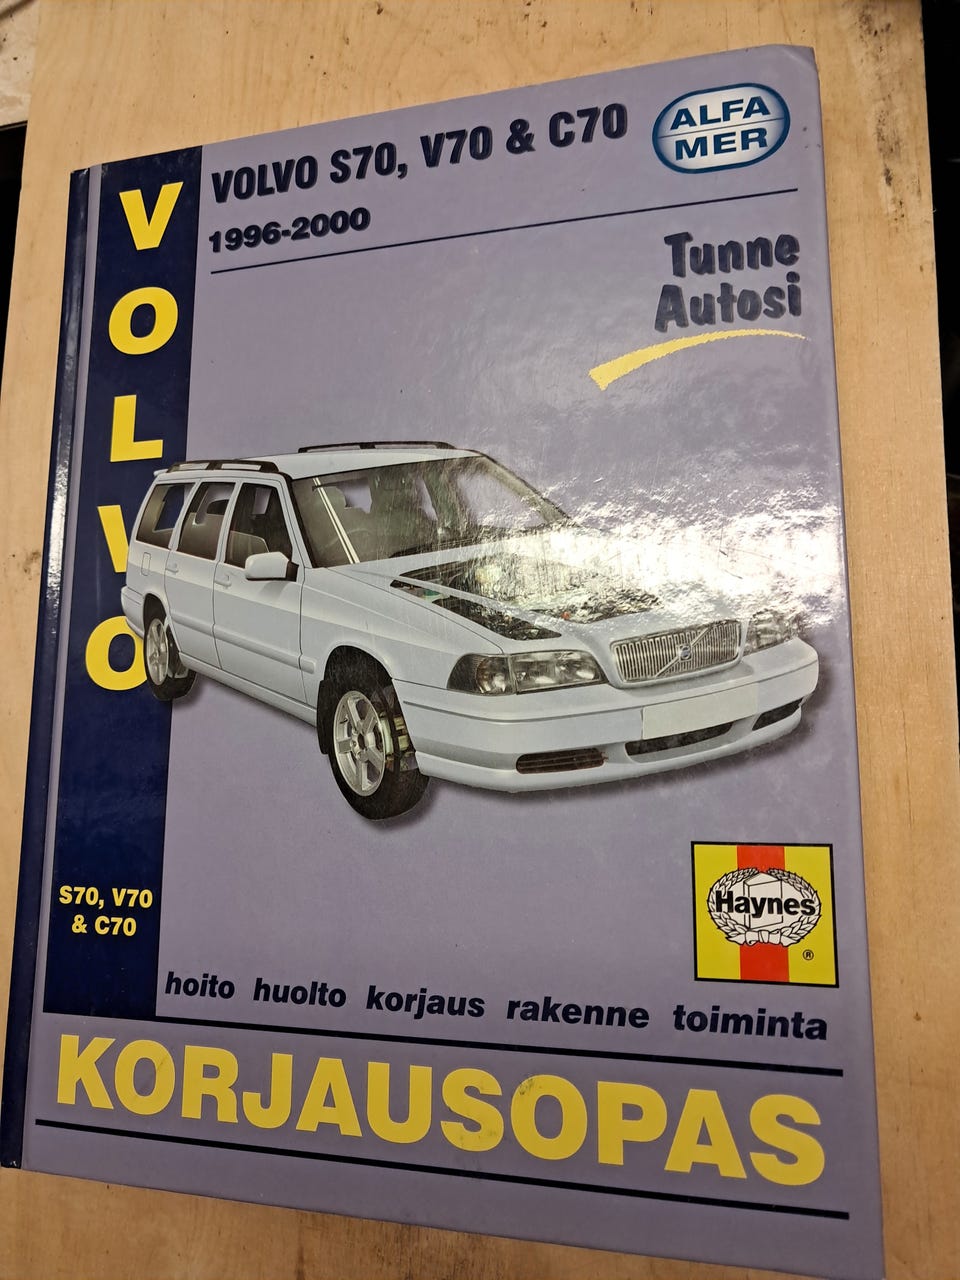 VOLVO S70, V70 & C70
ALFA
MER
1996-2000
Tunne
Autosi
VOLVO
S70, V70
& C70
Haynes
®
hoito huolto korjaus rakenne toiminta
KORJAUSOPAS